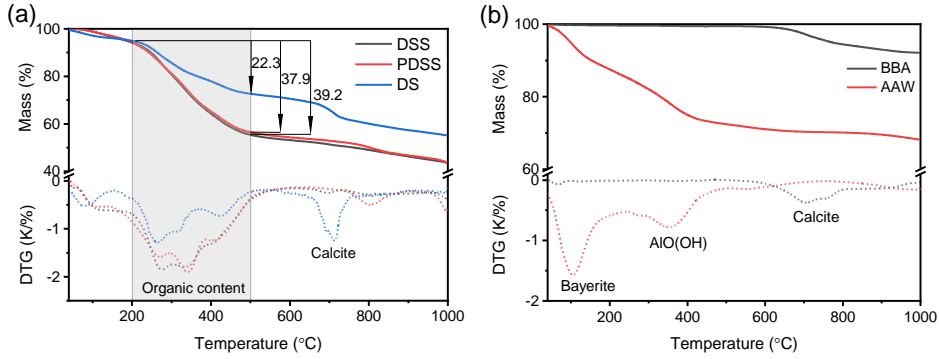 (a)
100
80
60
40
0
-1
-2
Mass (%)
DTG (K/%)
22.3
37.9
39.2
DSS
PDSS
DS
Calcite
Organic content
200
400
600
800
1000
Temperature (°C)
(b)
100
90
80
70
60
0
-1
-2
Mass (%)
DTG (K/%)
BBA
AAW
Bayerite
AlO(OH)
Calcite
200
400
600
800
1000
Temperature (°C)